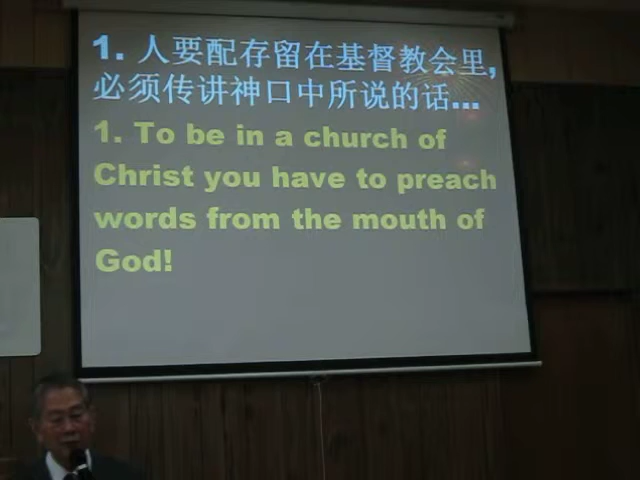 1. 人要配存留在基督教会里,
必须传讲神口中所说的话...
1. To be in a church of
Christ you have to preach
words from the mouth of
God!